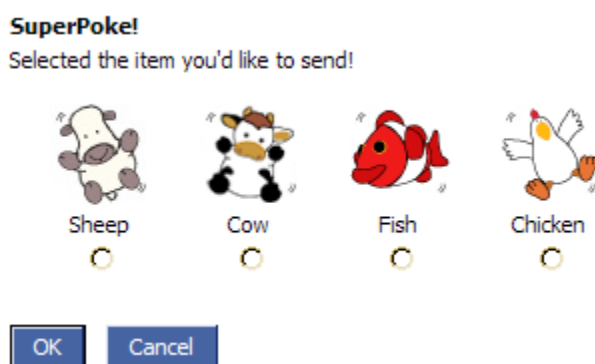 SuperPoke!
Selected the item you'd like to send!
Sheep Cow Fish Chicken
OK Cancel